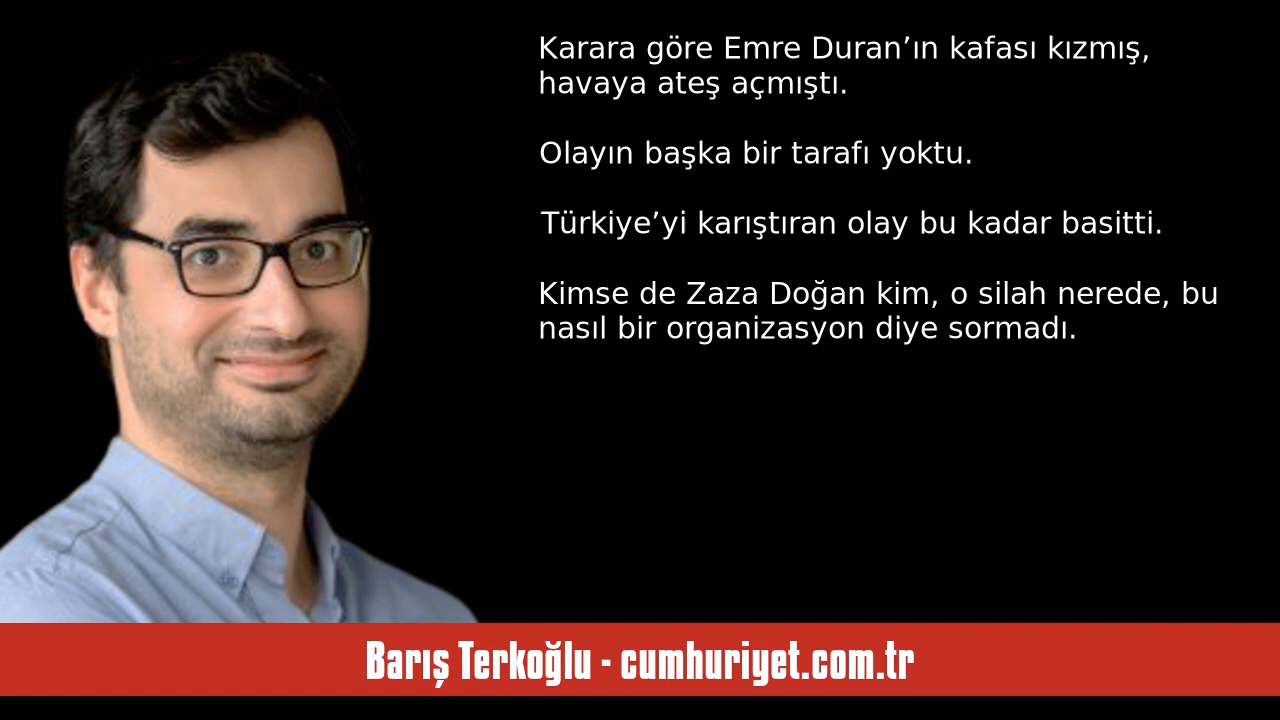 Karara göre Emre Duran’ın kafası kızmış,
havaya ateş açmıştı.
Olayın başka bir tarafı yoktu.
Türkiye’yi karıştıran olay bu kadar basitti.
Kimse de Zaza Doğan kim, o silah nerede, bu
nasıl bir organizasyon diye sormadı.
Barış Terkoğlu - cumhuriyet.com.tr